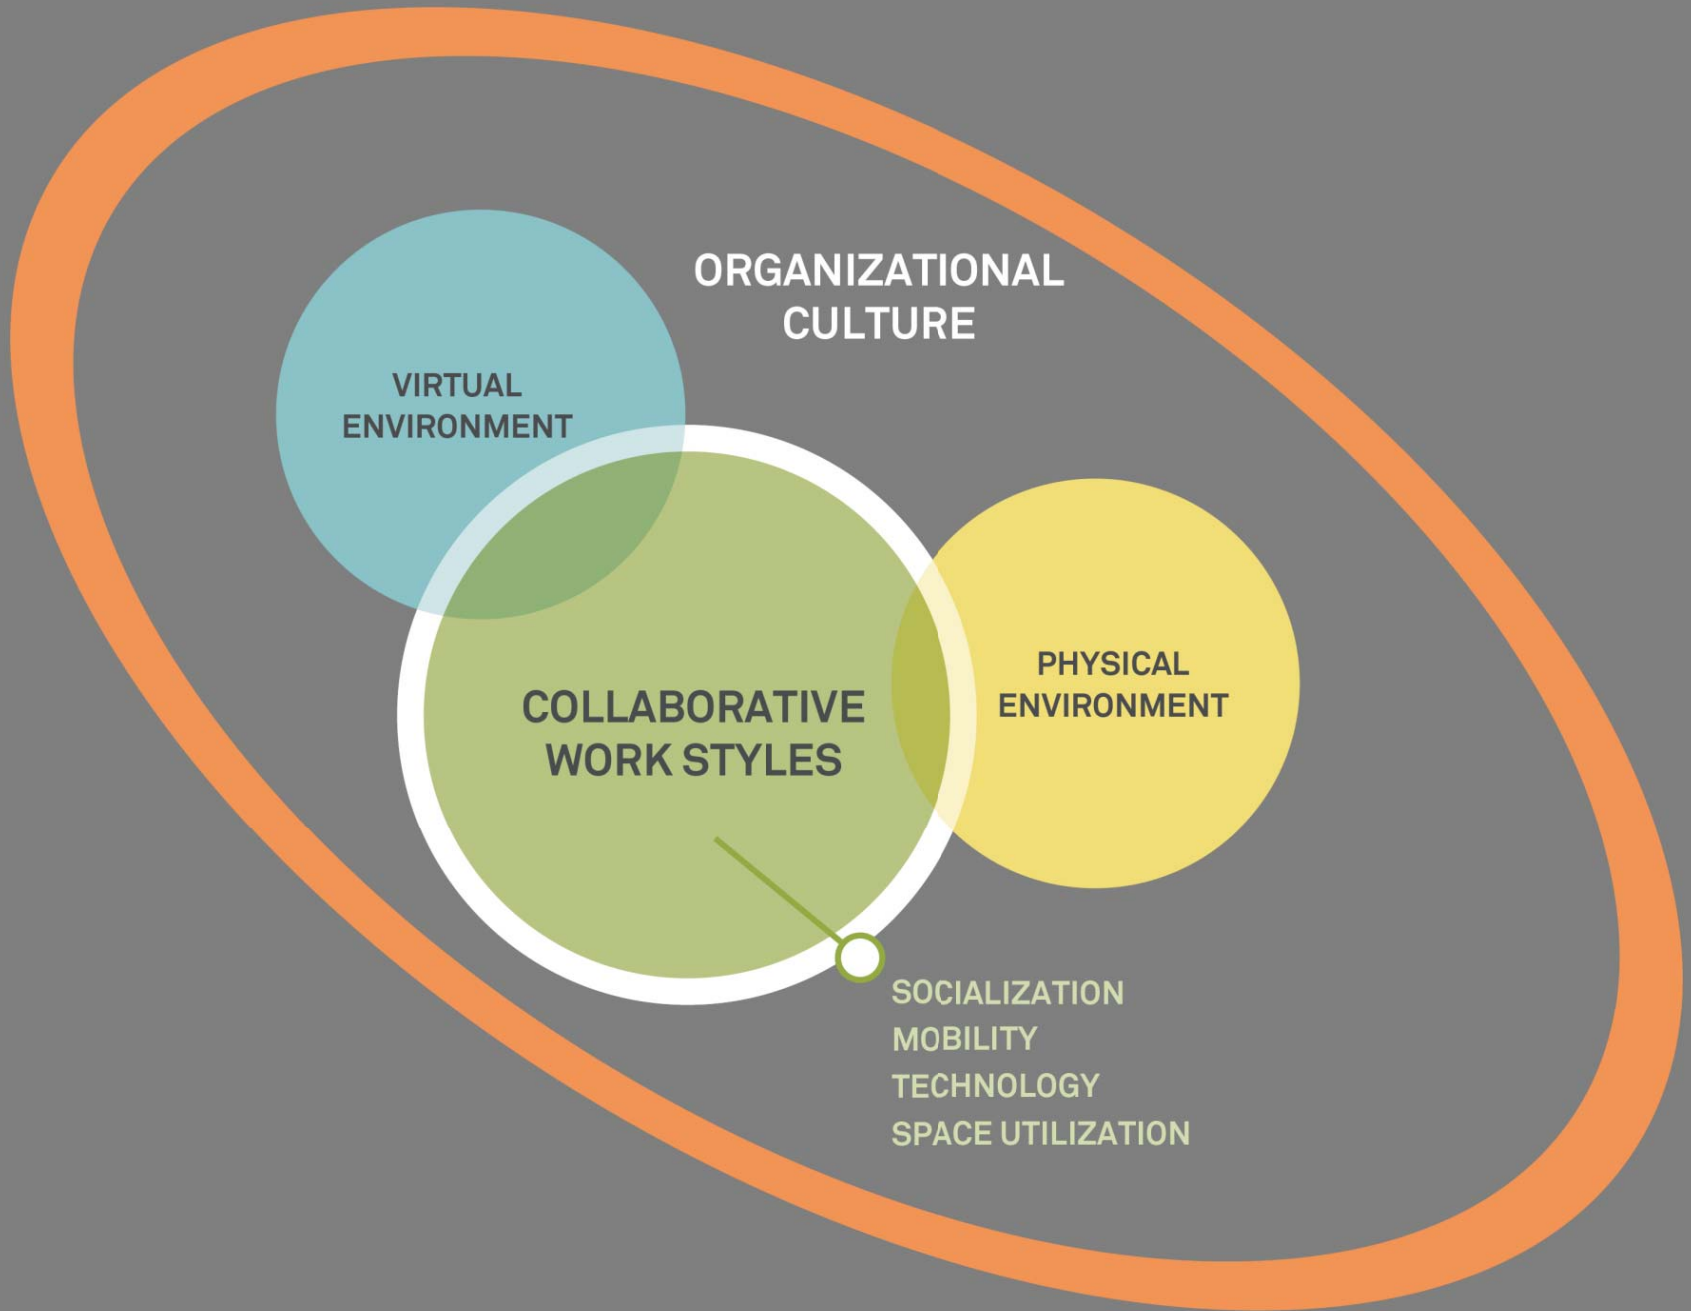 ORGANIZATIONAL
CULTURE
VIRTUAL
ENVIRONMENT
PHYSICAL
ENVIRONMENT
COLLABORATIVE
WORK STYLES
SOCIALIZATION
MOBILITY
TECHNOLOGY
SPACE UTILIZATION